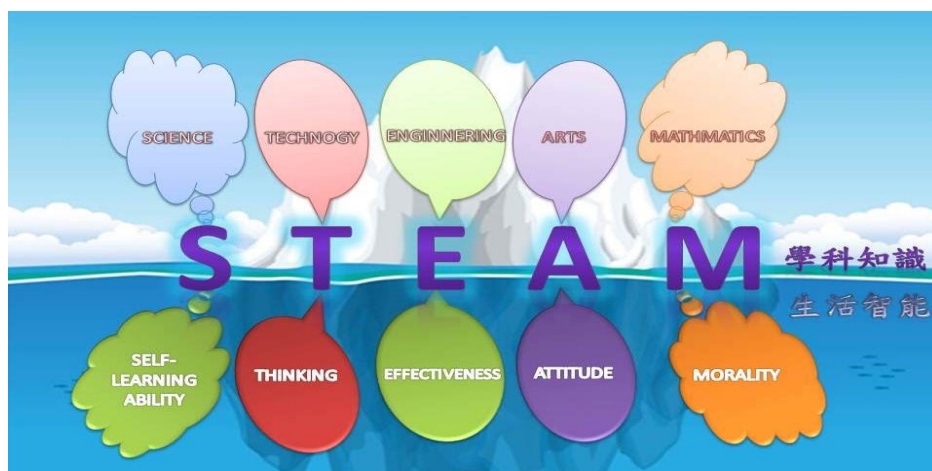 SCIENCE
TECHNOGY
ENGINNERING
ARTS
MATHMATICS
STEAM
學科知識
生活智能
SELF-
LEARNING
ABILITY
THINKING
EFFECTIVENESS
ATTITUDE
MORALITY